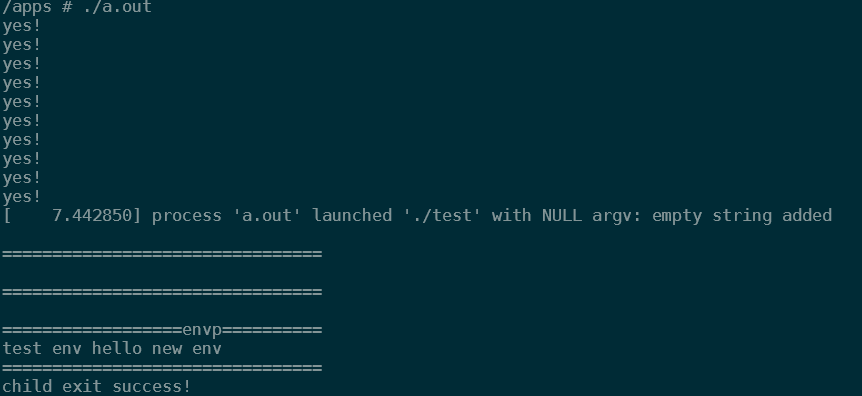 /apps # ./a.out
yes!
yes!
yes!
yes!
yes!
yes!
yes!
yes!
yes!
yes!
[    7.442850] process 'a.out' launched './test' with NULL argv: empty string added
================================
================================
==================envp==========
test env hello new env
================================
child exit success!